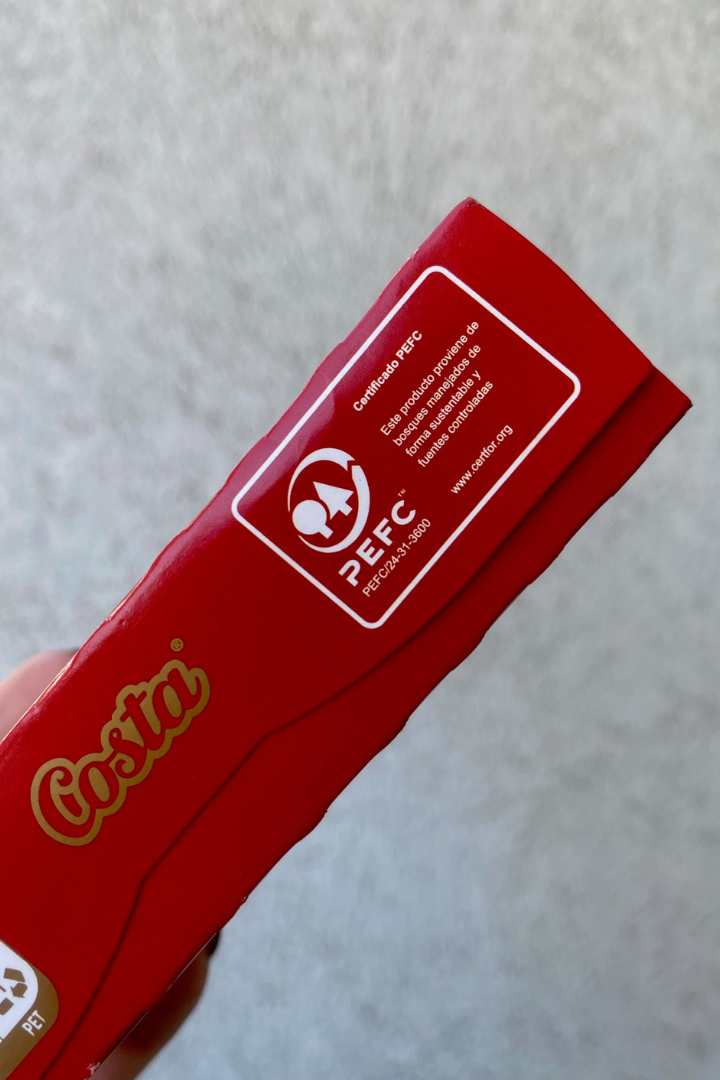 Certificado PEFC
Este producto proviene de
bosques manejados de
forma sustentable y
fuentes controladas
www.certfor.org
PEFC™
PEFC/24-31-3600
Costa®
PET